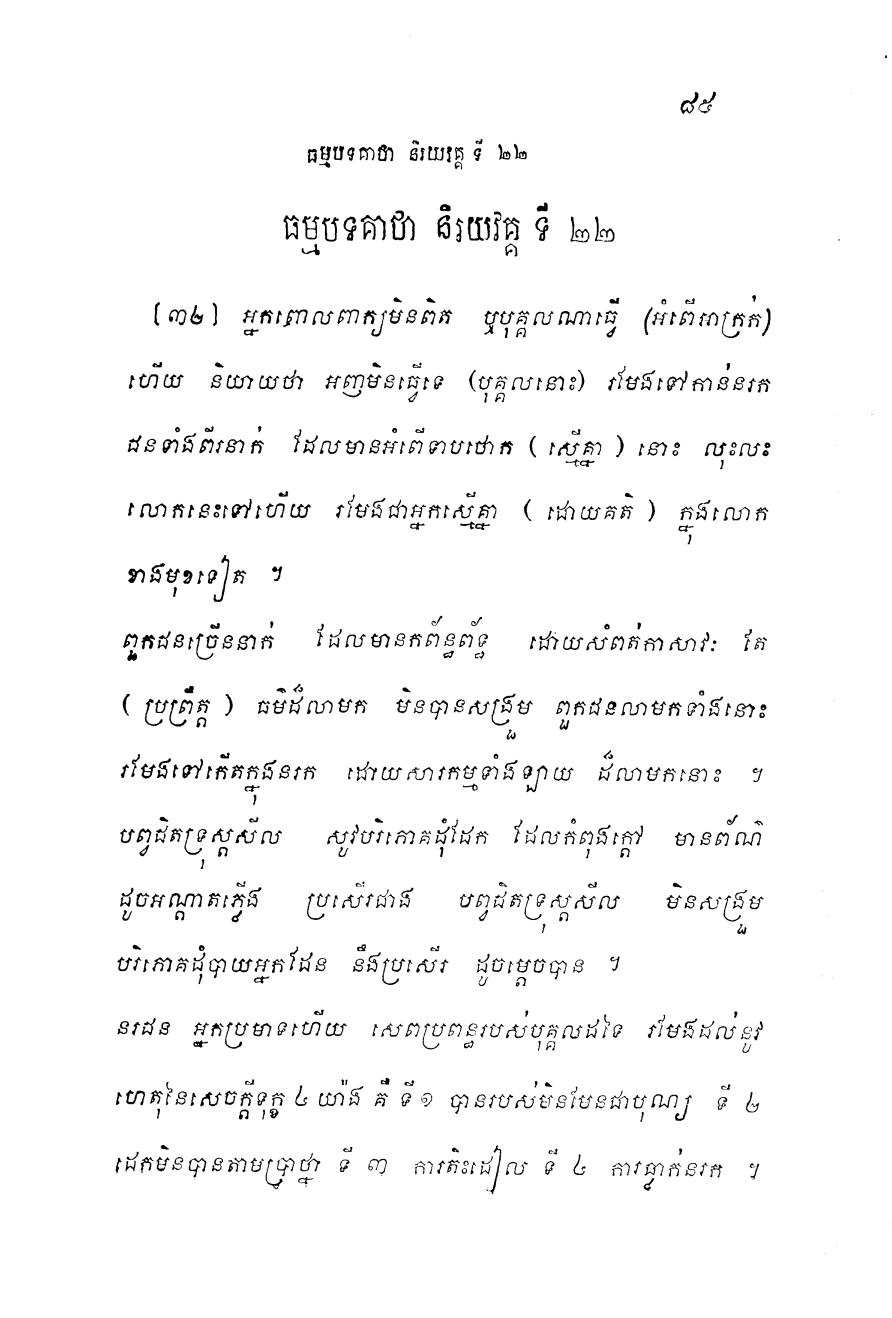 ៨៥
ធម្មបទគាថា និរយវគ្គ ទី ២២
ធម្មបទគាថា និរយវគ្គ ទី ២២
[៣២] អ្នកពោលពាក្យមិនពិត ឬបុគ្គលណាធ្វើ (អំពើអាក្រក់)
ហើយ និយាយថា អញមិនធ្វើទេ (បុគ្គលនោះ) រមែងទៅកាន់នរក
ជនទាំងពីរនាក់ ដែលមានអំពើទាបថោក ( ស្មើគ្នា ) នោះ លុះលះ
លោកនេះទៅហើយ រមែងជាអ្នកស្មើគ្នា ( ដោយគតិ ) ក្នុងលោក
ខាងមុខទៀត ។
ពួកជនច្រើននាក់ ដែលមានកព័ន្ធព័ទ្ធ ដោយសំពត់កាសាវៈ តែ
( ប្រព្រឹត្ត ) ធម៌ដ៏លាមក មិនបានសង្រួម ពួកជនលាមកទាំងនោះ
រមែងទៅកើតក្នុងនរក ដោយសារកម្មទាំងឡាយ ដ៏លាមកនោះ ។
បព្វជិតទ្រុស្តសីល សូវបរិភោគដុំដែក ដែលកំពុងក្តៅ មានព័ណ៌
ដូចអណ្តាតភ្លើង ប្រសើរជាង បព្វជិតទ្រុស្តសីល មិនសង្រួម
បរិភោគដុំបាយអ្នកដែន នឹងប្រសើរ ដូចម្តេចបាន ។
នរជន អ្នកប្រមាទហើយ សេពប្រពន្ធរបស់បុគ្គលដទៃ រមែងដល់នូវ
ហេតុនៃសេចក្តីទុក្ខ ៤ យ៉ាង គឺ ទី ១ បានរបស់មិនមែនជាបុណ្យ ទី ២
ដេកមិនបានតាមប្រាថ្នា ទី ៣ ការតិះដៀល ទី ៤ ការធ្លាក់នរក ។